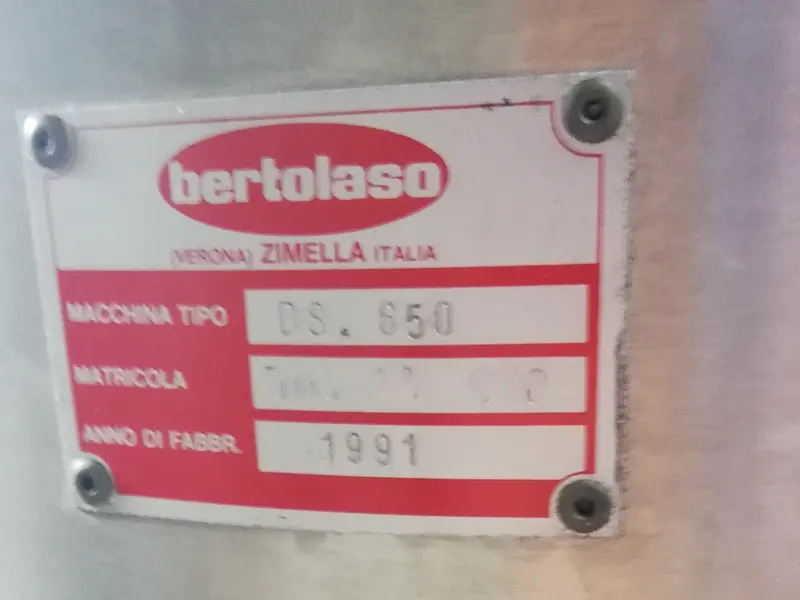 bertolaso
(VERONA) ZIMELLA ITALIA
MACCHINA TIPO DS. 650
MATRICOLA
ANNO DI FABBR. 1991